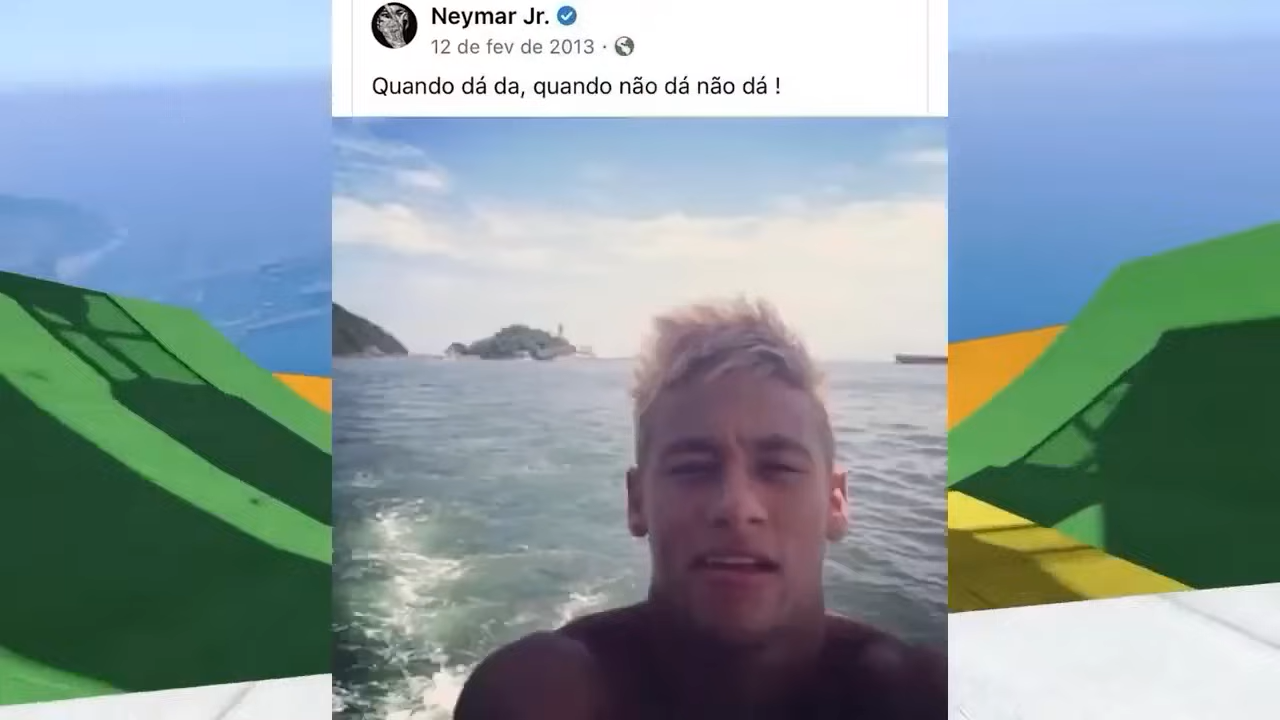 Neymar Jr.
12 de fev de 2013 ·
Quando dá da, quando não dá não dá !